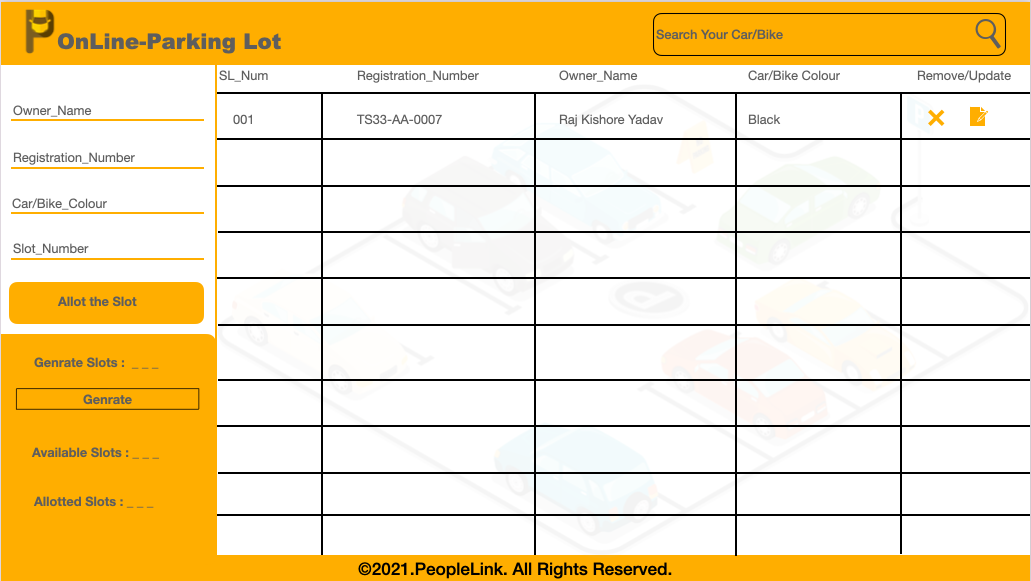 OnLine-Parking Lot
Search Your Car/Bike
SL_Num Registration_Number Owner_Name Car/Bike Colour Remove/Update
001 TS33-AA-0007 Raj Kishore Yadav Black
Owner_Name
Registration_Number
Car/Bike_Colour
Slot_Number
Allot the Slot
Genrate Slots : _ _ _
Genrate
Available Slots : _ _ _
Allotted Slots : _ _ _
©2021.PeopleLink. All Rights Reserved.